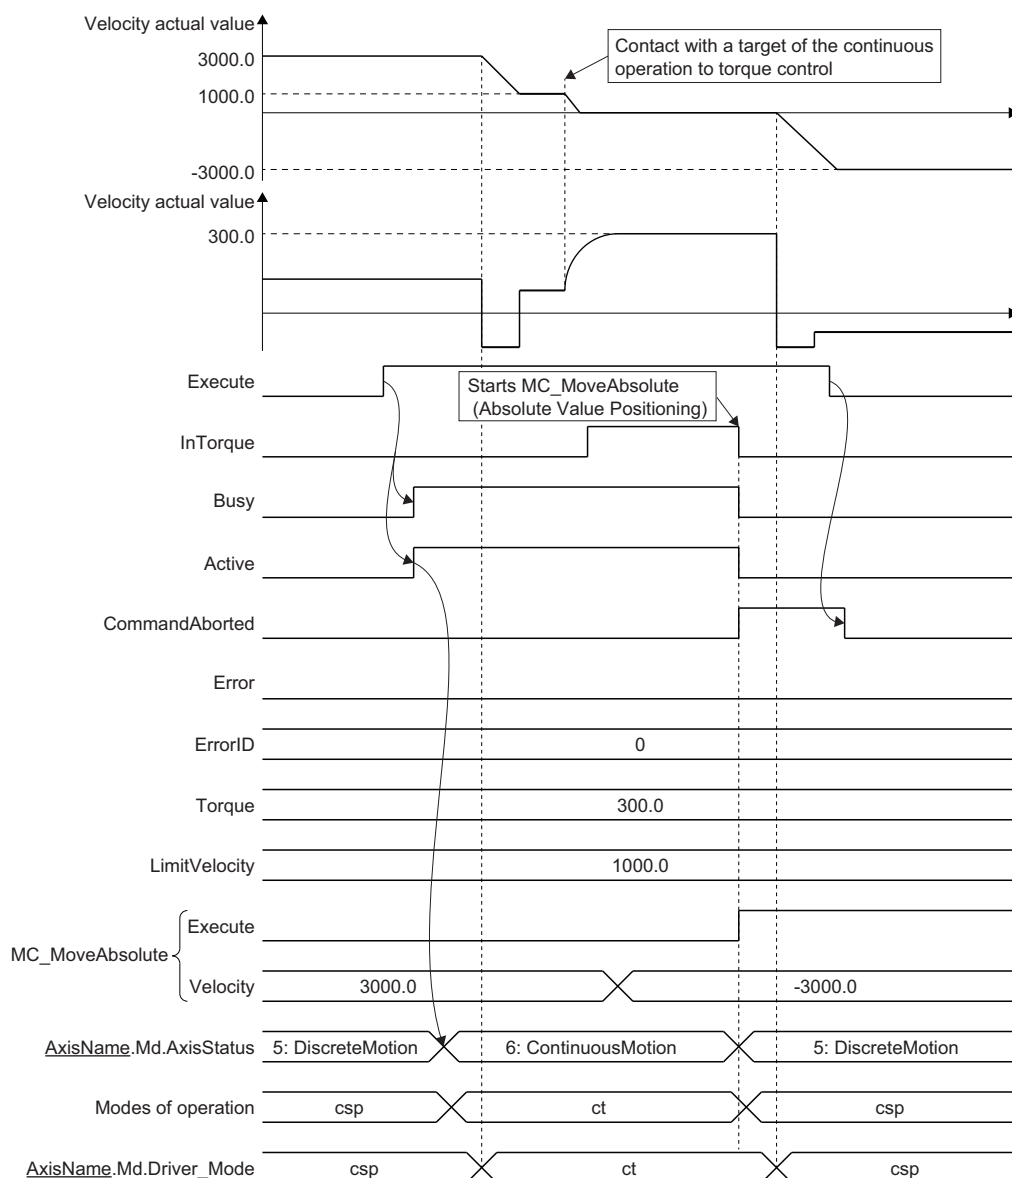 Velocity actual value
3000.0
1000.0
-3000.0
Contact with a target of the continuous
operation to torque control
Velocity actual value
300.0
Execute
Starts MC_MoveAbsolute
(Absolute Value Positioning)
InTorque
Busy
Active
CommandAborted
Error
ErrorID
0
Torque
300.0
LimitVelocity
1000.0
MC_MoveAbsolute
Execute
Velocity
3000.0
-3000.0
AxisName.Md.AxisStatus
5: DiscreteMotion
6: ContinuousMotion
5: DiscreteMotion
Modes of operation
csp
ct
csp
AxisName.Md.Driver_Mode
csp
ct
csp